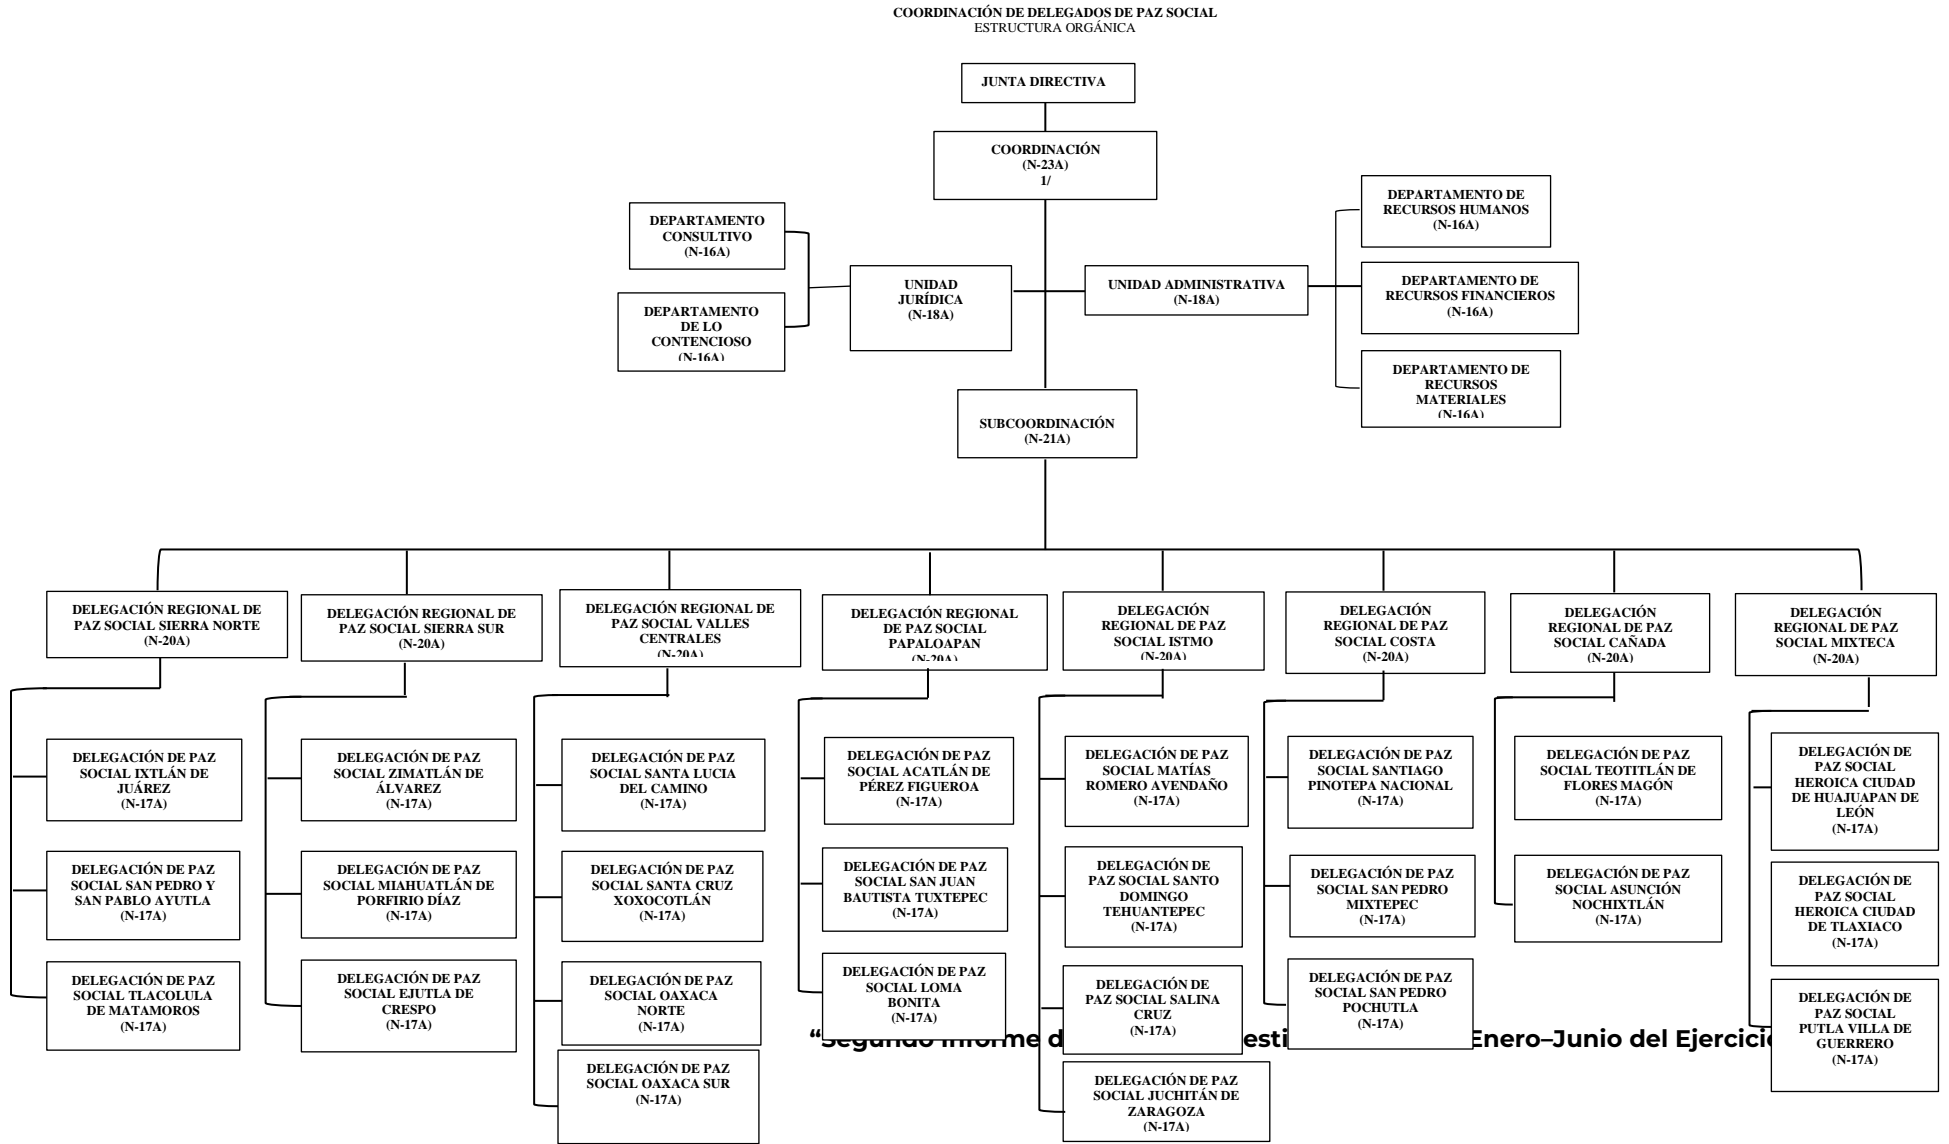 COORDINACIÓN DE DELEGADOS DE PAZ SOCIAL
ESTRUCTURA ORGÁNICA
JUNTA DIRECTIVA
COORDINACIÓN
(N-23A)
1/
DEPARTAMENTO
CONSULTIVO
(N-16A)
DEPARTAMENTO
DE LO
CONTENCIOSO
(N-16A)
UNIDAD
JURÍDICA
(N-18A)
UNIDAD ADMINISTRATIVA
(N-18A)
DEPARTAMENTO DE
RECURSOS HUMANOS
(N-16A)
DEPARTAMENTO DE
RECURSOS FINANCIEROS
(N-16A)
DEPARTAMENTO DE
RECURSOS
MATERIALES
(N-16A)
SUBCOORDINACIÓN
(N-21A)
DELEGACIÓN REGIONAL DE
PAZ SOCIAL SIERRA NORTE
(N-20A)
DELEGACIÓN REGIONAL DE
PAZ SOCIAL SIERRA SUR
(N-20A)
DELEGACIÓN REGIONAL DE
PAZ SOCIAL VALLES
CENTRALES
(N-20A)
DELEGACIÓN REGIONAL
DE PAZ SOCIAL
PAPALOAPAN
(N-20A)
DELEGACIÓN
REGIONAL DE PAZ
SOCIAL ISTMO
(N-20A)
DELEGACIÓN
REGIONAL DE PAZ
SOCIAL COSTA
(N-20A)
DELEGACIÓN
REGIONAL DE PAZ
SOCIAL CAÑADA
(N-20A)
DELEGACIÓN
REGIONAL DE PAZ
SOCIAL MIXTECA
(N-20A)
DELEGACIÓN DE PAZ
SOCIAL IXTLÁN DE
JUÁREZ
(N-17A)
DELEGACIÓN DE PAZ
SOCIAL SAN PEDRO Y
SAN PABLO AYUTLA
(N-17A)
DELEGACIÓN DE PAZ
SOCIAL TLACOLULA
DE MATAMOROS
(N-17A)
DELEGACIÓN DE PAZ
SOCIAL ZIMATLÁN DE
ÁLVAREZ
(N-17A)
DELEGACIÓN DE PAZ
SOCIAL MIAHUATLÁN DE
PORFIRIO DÍAZ
(N-17A)
DELEGACIÓN DE PAZ
SOCIAL EJUTLA DE
CRESPO
(N-17A)
DELEGACIÓN DE PAZ
SOCIAL SANTA LUCIA
DEL CAMINO
(N-17A)
DELEGACIÓN DE PAZ
SOCIAL SANTA CRUZ
XOXOCOTLÁN
(N-17A)
DELEGACIÓN DE PAZ
SOCIAL OAXACA
NORTE
(N-17A)
DELEGACIÓN DE PAZ
SOCIAL OAXACA SUR
(N-17A)
DELEGACIÓN DE PAZ
SOCIAL ACATLÁN DE
PÉREZ FIGUEROA
(N-17A)
DELEGACIÓN DE PAZ
SOCIAL SAN JUAN
BAUTISTA TUXTEPEC
(N-17A)
DELEGACIÓN DE PAZ
SOCIAL LOMA
BONITA
(N-17A)
DELEGACIÓN DE PAZ
SOCIAL MATÍAS
ROMERO AVENDAÑO
(N-17A)
DELEGACIÓN DE
PAZ SOCIAL SANTO
DOMINGO
TEHUANTEPEC
(N-17A)
DELEGACIÓN DE
PAZ SOCIAL SALINA
CRUZ
(N-17A)
DELEGACIÓN DE PAZ
SOCIAL JUCHITÁN DE
ZARAGOZA
(N-17A)
DELEGACIÓN DE PAZ
SOCIAL SANTIAGO
PINOTEPA NACIONAL
(N-17A)
DELEGACIÓN DE PAZ
SOCIAL SAN PEDRO
MIXTEPEC
(N-17A)
DELEGACIÓN DE PAZ
SOCIAL SAN PEDRO
POCHUTLA
(N-17A)
DELEGACIÓN DE PAZ
SOCIAL TEOTITLÁN DE
FLORES MAGÓN
(N-17A)
DELEGACIÓN DE PAZ
SOCIAL ASUNCIÓN
NOCHIXTLÁN
(N-17A)
DELEGACIÓN DE
PAZ SOCIAL
HEROICA CIUDAD
DE HUAJUAPAN DE
LEÓN
(N-17A)
DELEGACIÓN DE
PAZ SOCIAL
HEROICA CIUDAD
DE TLAXIACO
(N-17A)
DELEGACIÓN DE
PAZ SOCIAL
PUTLA VILLA DE
GUERRERO
(N-17A)
“Segundo Informe d esti Enero–Junio del Ejercici